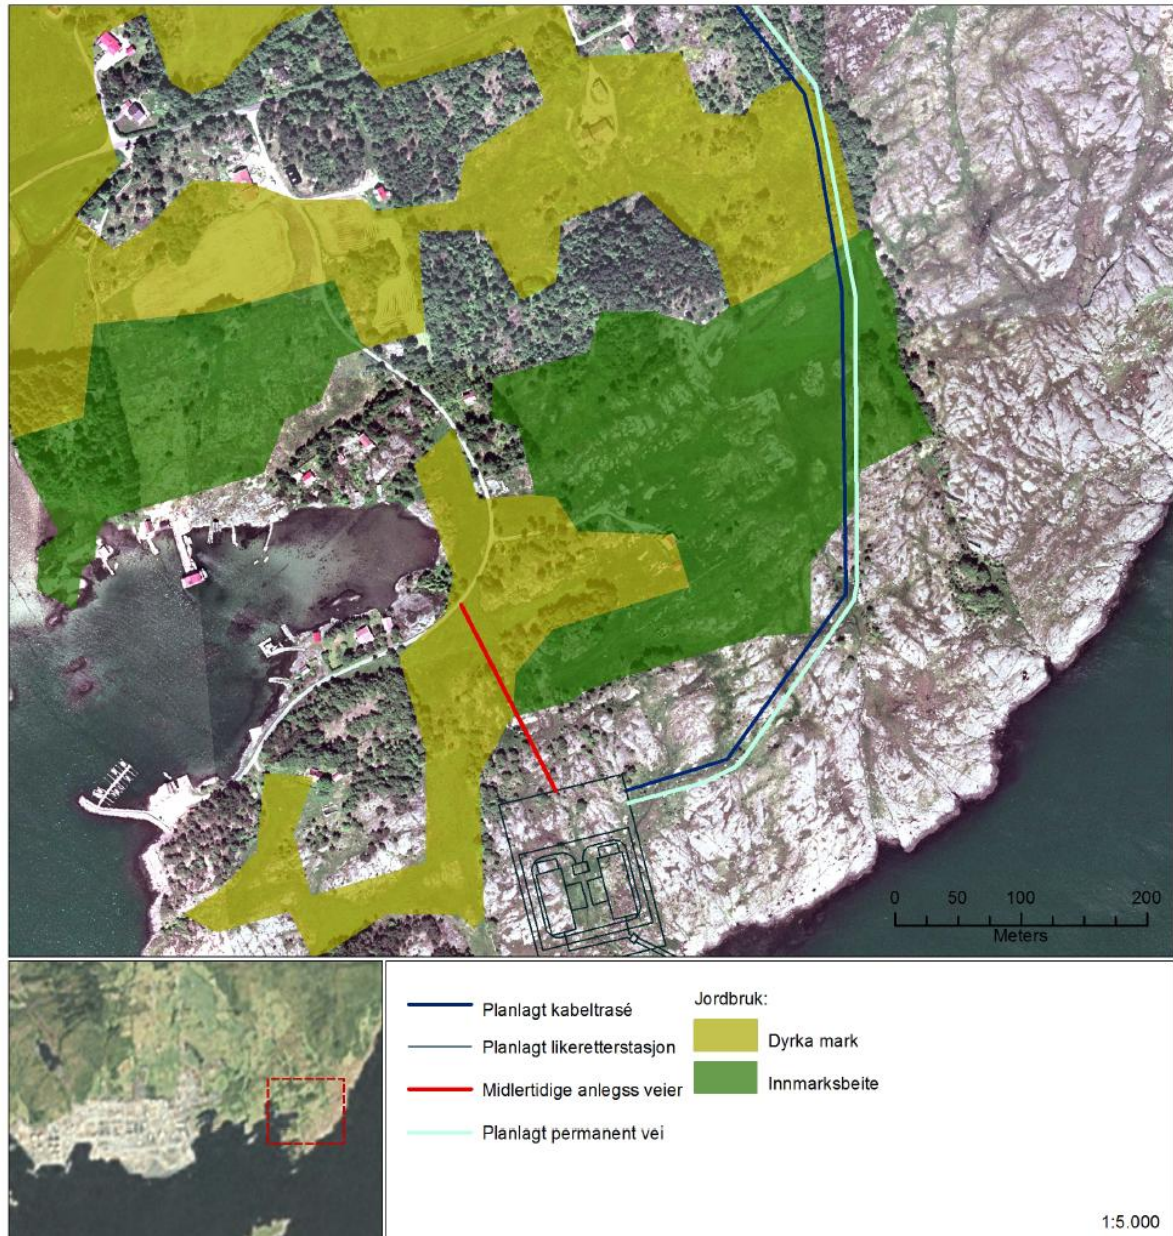 0 50 100 200
Meters
Planlagt kabeltrasé
Planlagt likeretterstasjon
Midlertidige anlegss veier
Planlagt permanent vei
Jordbruk:
Dyrka mark
Innmarksbeite
1:5.000